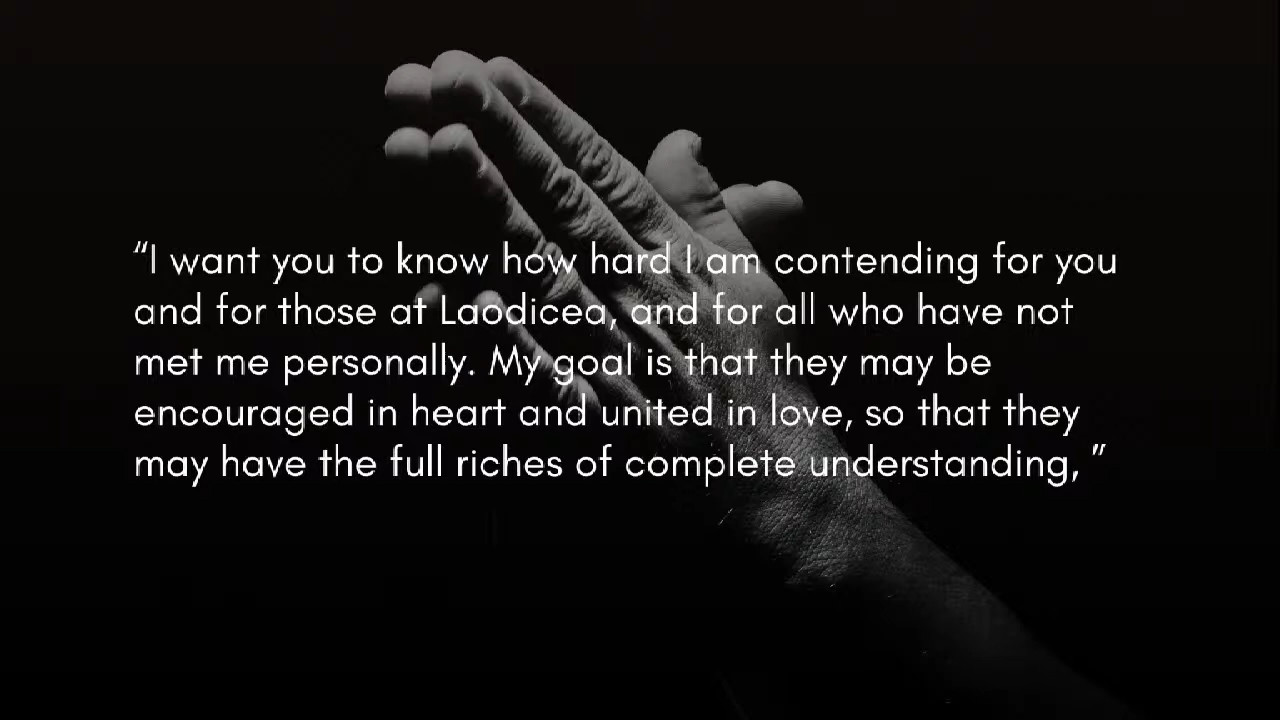 “I want you to know how hard I am contending for you
and for those at Laodicea, and for all who have not
met me personally. My goal is that they may be
encouraged in heart and united in love, so that they
may have the full riches of complete understanding, ”